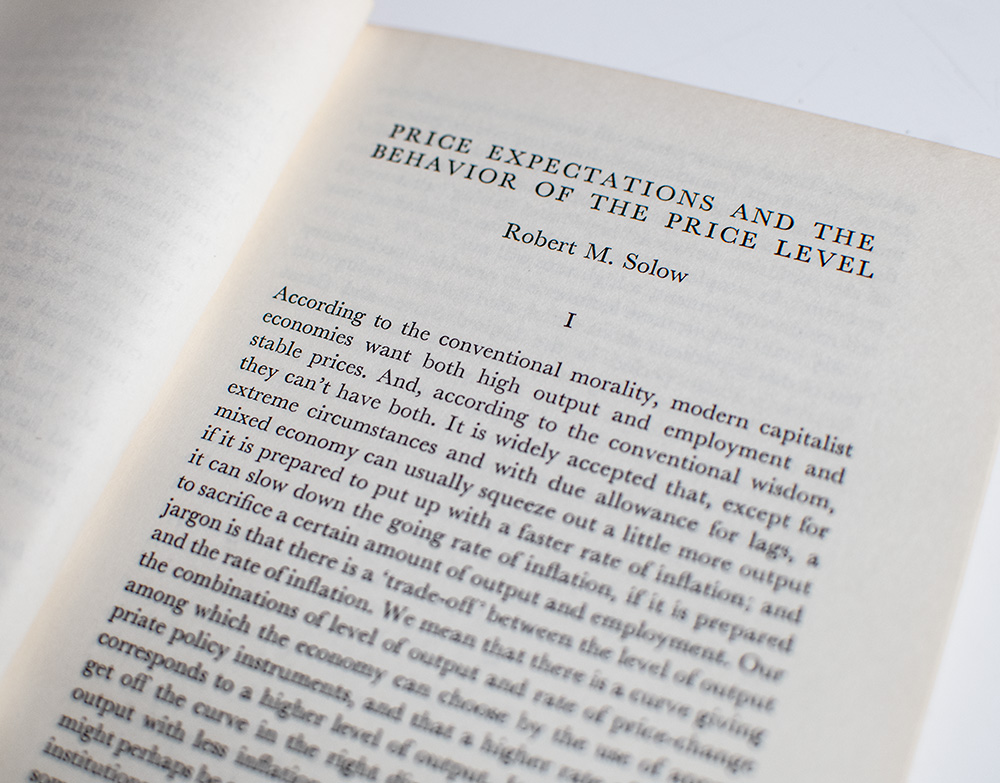 PRICE EXPECTATIONS AND THE
BEHAVIOR OF THE PRICE LEVEL
Robert M. Solow
I
According to the conventional morality, modern capitalist
economies want both high output and employment and
stable prices. And, according to the conventional wisdom,
they can't have both. It is widely accepted that, except for
extreme circumstances and with due allowance for lags, a
mixed economy can usually squeeze out a little more output
if it is prepared to put up with a faster rate of inflation; and
it can slow down the going rate of inflation, if it is prepared
to sacrifice a certain amount of output and employment. Our
jargon is that there is a 'trade-off' between the level of output
and the rate of inflation. We mean that there is a curve giving
the combinations of level of output and rate of price-change
among which the economy can choose by the use of
priate policy instruments, and that a higher rate
corresponds to a higher level of output.
get off the curve in the right
output with less inflation
might perhaps be